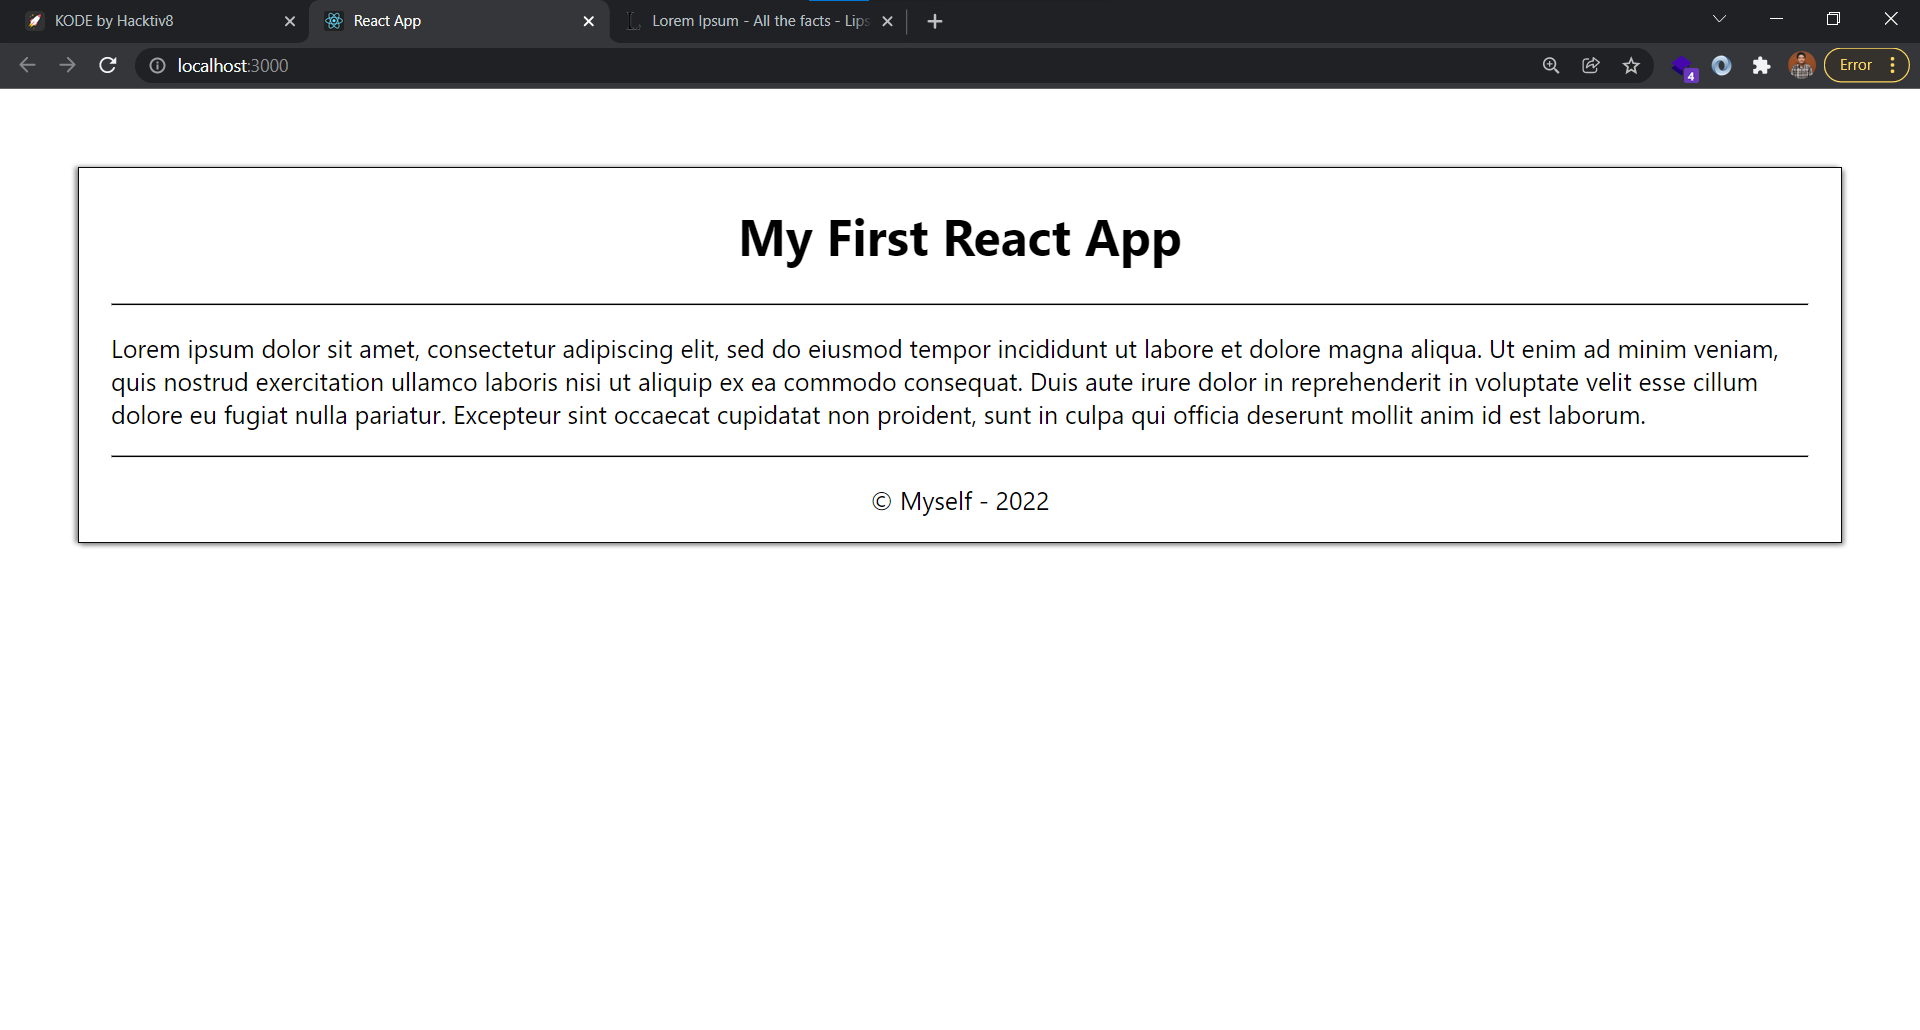 KODE by Hacktiv8
React App
Lorem Ipsum - All the facts - Lips
localhost:3000
4
Error
My First React App
Lorem ipsum dolor sit amet, consectetur adipiscing elit, sed do eiusmod tempor incididunt ut labore et dolore magna aliqua. Ut enim ad minim veniam,
quis nostrud exercitation ullamco laboris nisi ut aliquip ex ea commodo consequat. Duis aute irure dolor in reprehenderit in voluptate velit esse cillum
dolore eu fugiat nulla pariatur. Excepteur sint occaecat cupidatat non proident, sunt in culpa qui officia deserunt mollit anim id est laborum.
© Myself - 2022